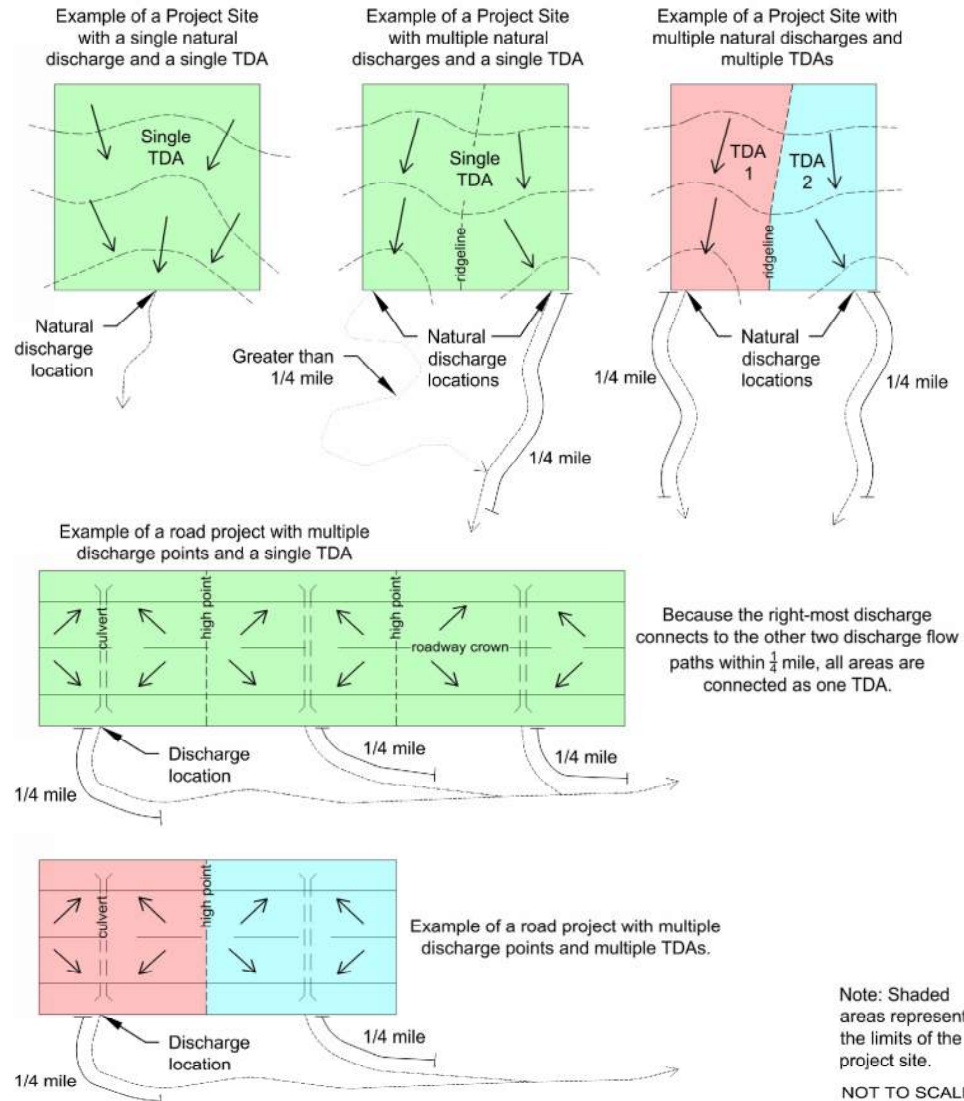 Example of a Project Site
with a single natural
discharge and a single TDA
Example of a Project Site
with multiple natural
discharges and a single TDA
Example of a Project Site with
multiple natural discharges and
multiple TDAs
Single
TDA
Single
TDA
TDA
1
TDA
2
ridgeline
ridgeline
Natural
discharge
location
Natural
discharge
locations
Greater than
1/4 mile
1/4 mile
Natural
discharge
locations
1/4 mile
1/4 mile
Example of a road project with multiple
discharge points and a single TDA
culvert
high point
high point
roadway crown
Because the right-most discharge
connects to the other two discharge flow
paths within 1/4 mile, all areas are
connected as one TDA.
Discharge
location
1/4 mile
1/4 mile
1/4 mile
culvert
high point
Example of a road project with multiple
discharge points and multiple TDAs.
Discharge
location
1/4 mile
1/4 mile
Note: Shaded
areas represent
the limits of the
project site.
NOT TO SCALE